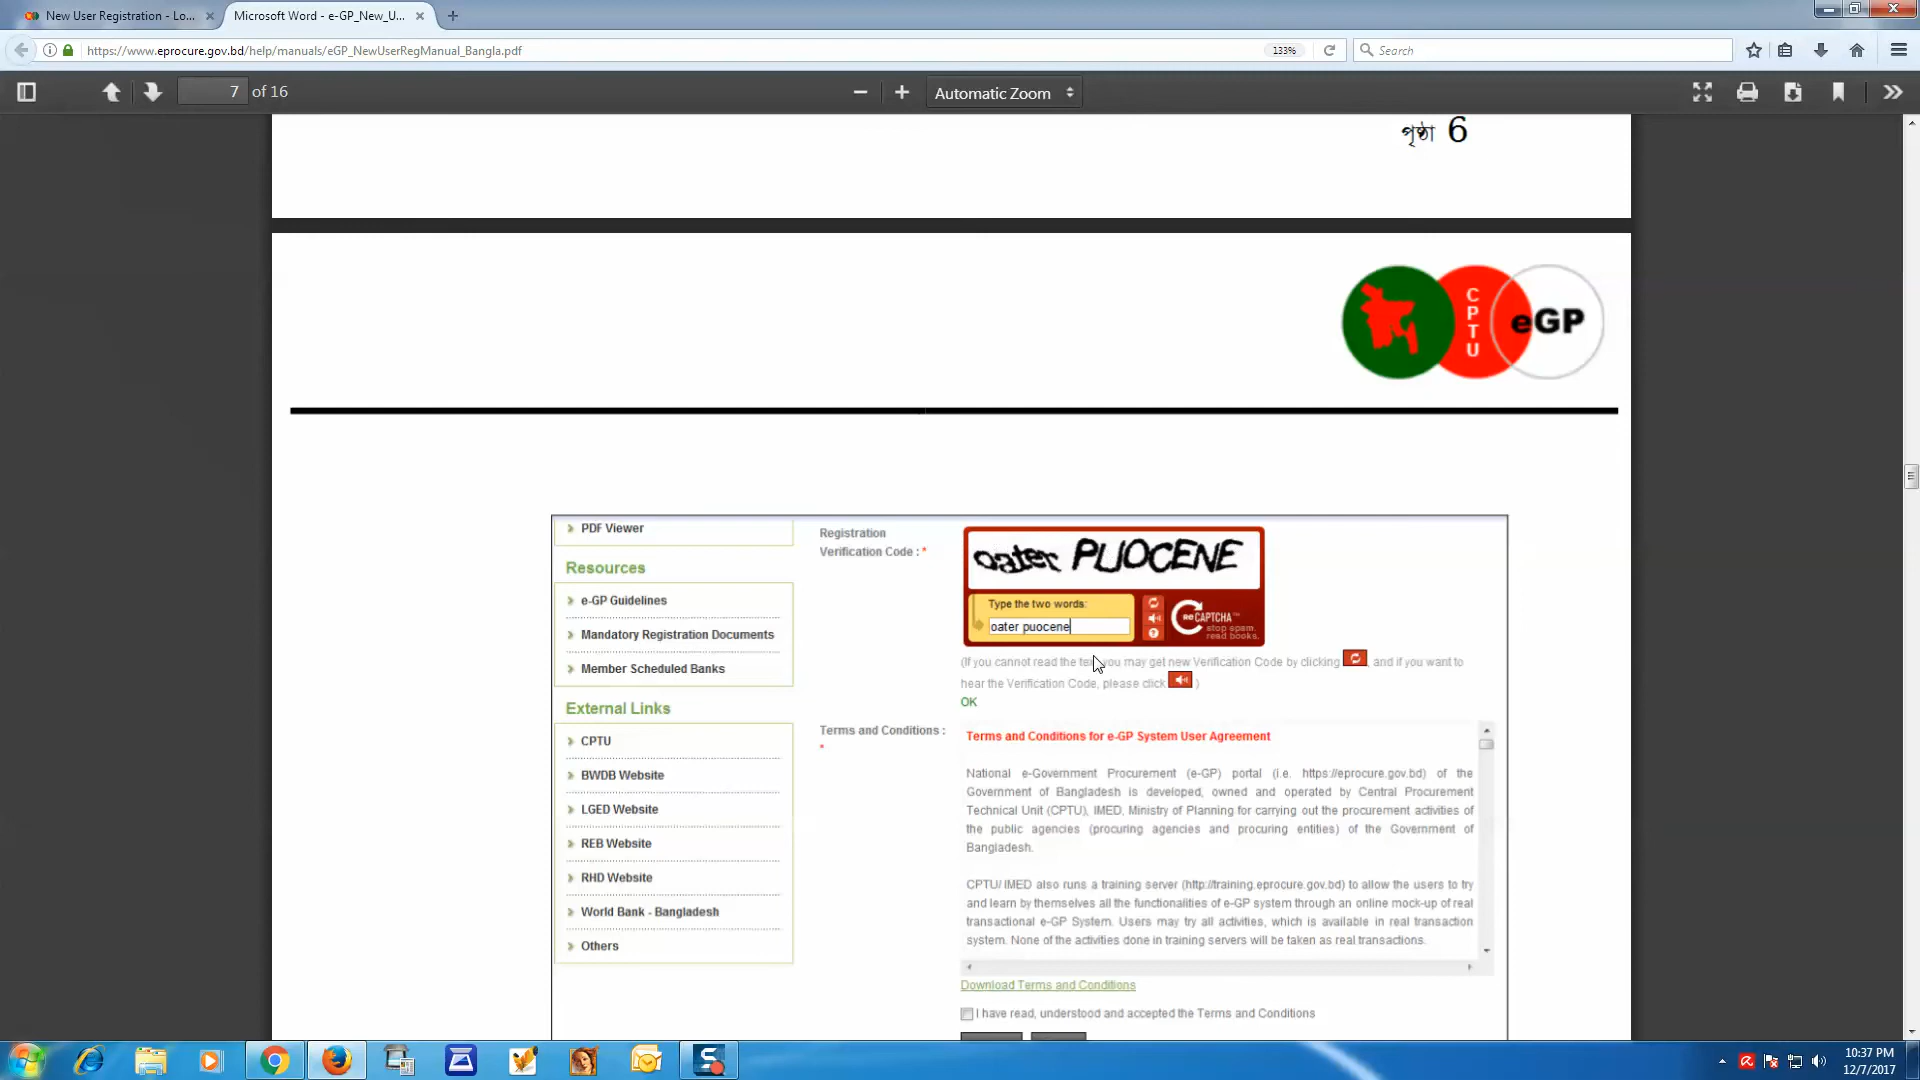 New User Registration - Lo...
Microsoft Word - e-GP_New_U...
https://www.eprocure.gov.bd/help/manuals/eGP_NewUserRegManual_Bangla.pdf
133%
Search
7 of 16
Automatic Zoom
পৃষ্ঠা 6
CPTU
eGP
PDF Viewer
Resources
e-GP Guidelines
Mandatory Registration Documents
Member Scheduled Banks
External Links
CPTU
BWDB Website
LGED Website
REB Website
RHD Website
World Bank - Bangladesh
Others
Registration
Verification Code : *
oater PUOCENE
Type the two words:
oater puocene
reCAPTCHA™
stop spam.
read books.
(If you cannot read the text you may get new Verification Code by clicking , and if you want to
hear the Verification Code, please click )
OK
Terms and Conditions :
*
Terms and Conditions for e-GP System User Agreement
National e-Government Procurement (e-GP) portal (i.e. https://eprocure.gov.bd) of the
Government of Bangladesh is developed, owned and operated by Central Procurement
Technical Unit (CPTU), IMED, Ministry of Planning for carrying out the procurement activities of
the public agencies (procuring agencies and procuring entities) of the Government of
Bangladesh.
CPTU/ IMED also runs a training server (http://training.eprocure.gov.bd) to allow the users to try
and learn by themselves all the functionalities of e-GP system through an online mock-up of real
transactional e-GP System. Users may try all activities, which is available in real transaction
system. None of the activities done in training servers will be taken as real transactions.
Download Terms and Conditions
I have read, understood and accepted the Terms and Conditions
10:37 PM
12/7/2017